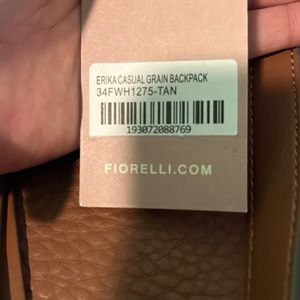 ERIKA CASUAL GRAIN BACKPACK
34FWH1275-TAN
193072088769
FIORELLI.COM